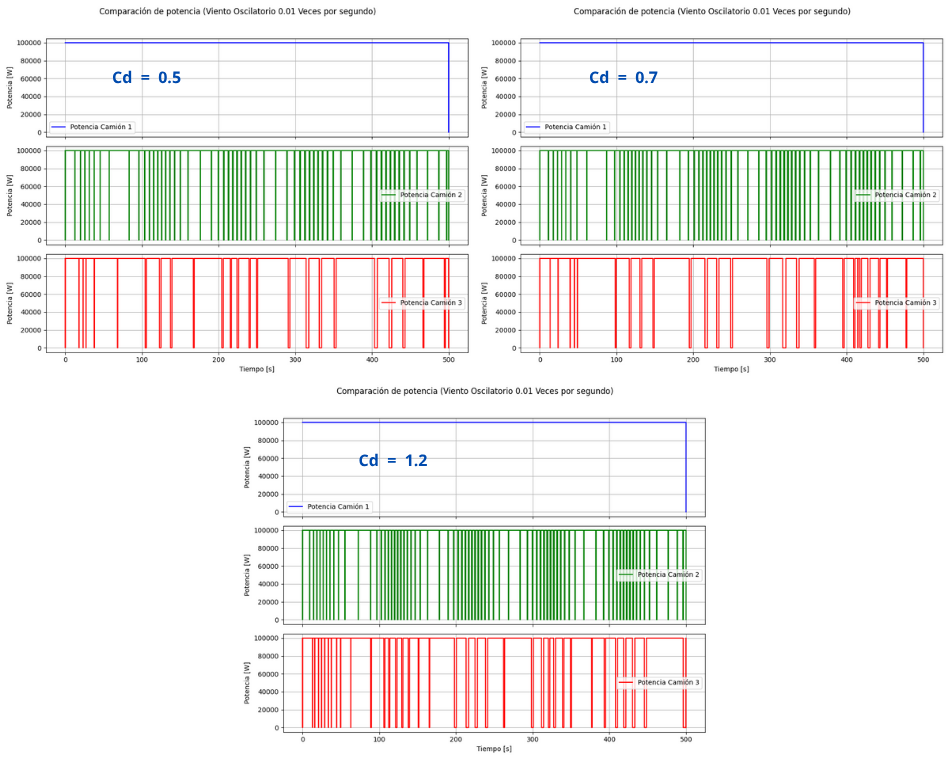 Comparación de potencia (Viento Oscilatorio 0.01 Veces por segundo)
Potencia [W]
100000
80000
60000
40000
20000
0
Cd = 0.5
Potencia Camión 1
Potencia [W]
100000
80000
60000
40000
20000
0
Potencia Camión 2
Potencia [W]
100000
80000
60000
40000
20000
0
Potencia Camión 3
0 100 200 300 400 500
Tiempo [s]
Comparación de potencia (Viento Oscilatorio 0.01 Veces por segundo)
Potencia [W]
100000
80000
60000
40000
20000
0
Cd = 0.7
Potencia Camión 1
Potencia [W]
100000
80000
60000
40000
20000
0
Potencia Camión 2
Potencia [W]
100000
80000
60000
40000
20000
0
Potencia Camión 3
0 100 200 300 400 500
Tiempo [s]
Comparación de potencia (Viento Oscilatorio 0.01 Veces por segundo)
Potencia [W]
100000
80000
60000
40000
20000
0
Cd = 1.2
Potencia Camión 1
Potencia [W]
100000
80000
60000
40000
20000
0
Potencia Camión 2
Potencia [W]
100000
80000
60000
40000
20000
0
Potencia Camión 3
0 100 200 300 400 500
Tiempo [s]